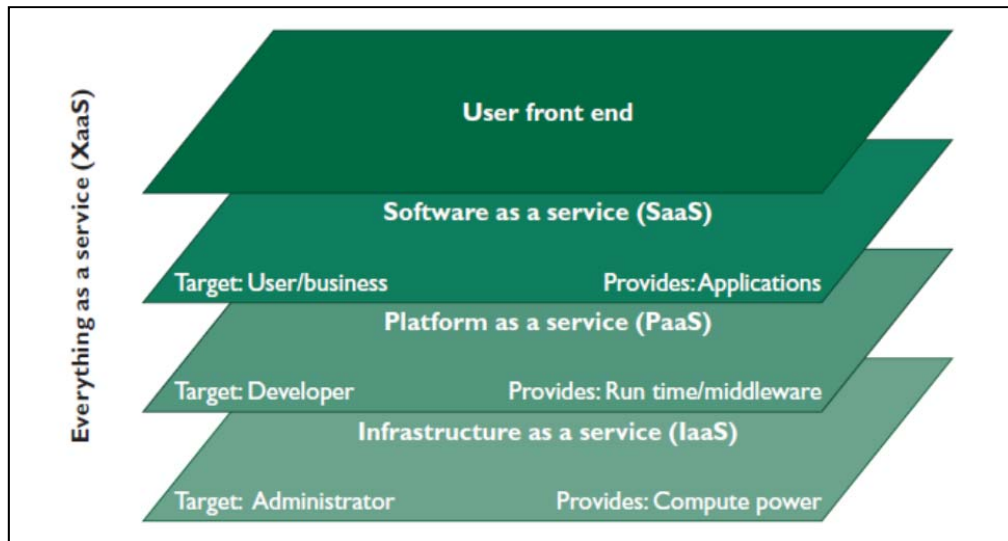 Everything as a service (XaaS)
User front end
Software as a service (SaaS)
Target: User/business Provides: Applications
Platform as a service (PaaS)
Target: Developer Provides: Run time/middleware
Infrastructure as a service (IaaS)
Target: Administrator Provides: Compute power